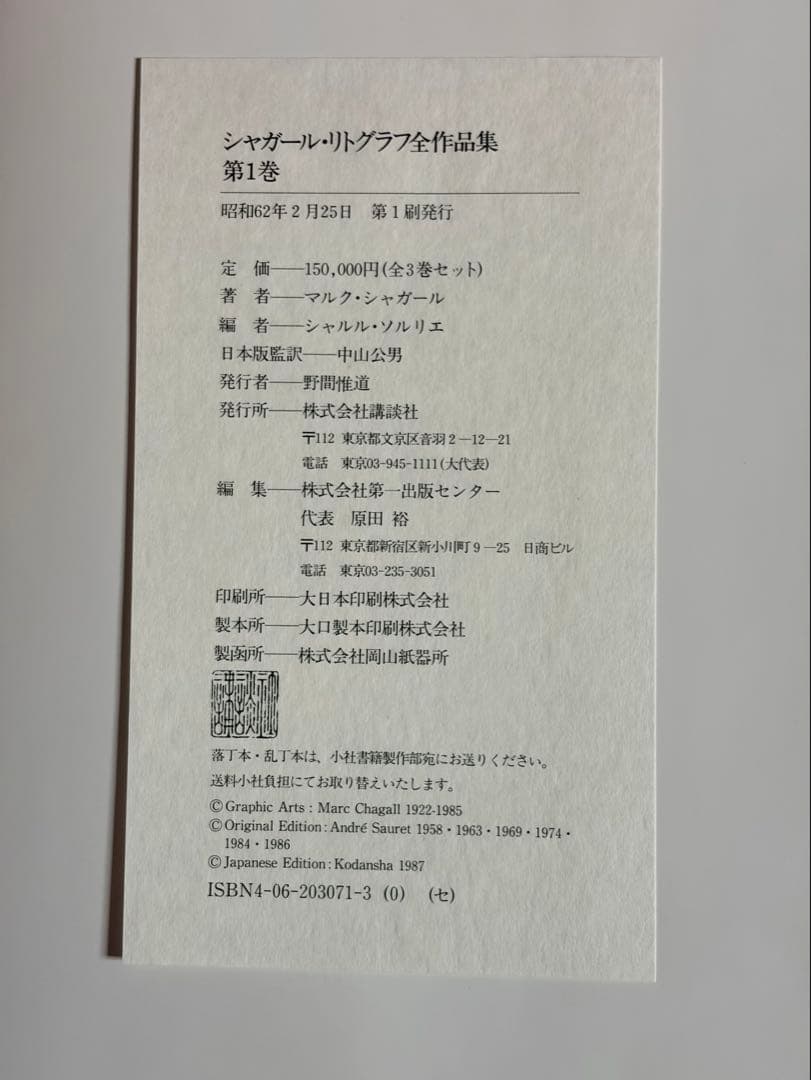 シャガール・リトグラフ全作品集
第1巻
昭和62年2月25日　第1刷発行
定　価──150,000円(全3巻セット)
著　者──マルク・シャガール
編　者──シャルル・ソルリエ
日本版監訳──中山公男
発行者──野間惟道
発行所──株式会社講談社
〒112 東京都文京区音羽2―12―21
電話　東京03-945-1111(大代表)
編　集──株式会社第一出版センター
代表　原田 裕
〒112 東京都新宿区新小川町9―25　日商ビル
電話　東京03-235-3051
印刷所──大日本印刷株式会社
製本所──大口製本印刷株式会社
製函所──株式会社岡山紙器所
落丁本・乱丁本は、小社書籍製作部宛にお送りください。
送料小社負担にてお取り替えいたします。
©Graphic Arts : Marc Chagall 1922-1985
©Original Edition : André Sauret 1958・1963・1969・1974・
1984・1986
©Japanese Edition : Kodansha 1987
ISBN4-06-203071-3 (0)　(セ)